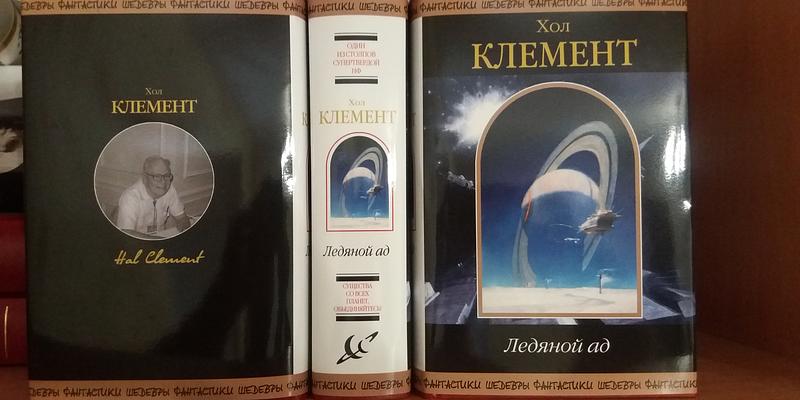 ШЕДЕВРЫ ФАНТАСТИКИ ШЕДЕВРЫ ФАНТАСТИКИ ШЕДЕВРЫ ФАНТАСТИКИ ШЕДЕВРЫ
Хол
КЛЕМЕНТ
Hal Clement
ФАНТАСТИКИ ШЕДЕВРЫ ФАНТАСТИКИ ШЕДЕВРЫ ФАНТАСТИКИ
ОДИН
ИЗ СТОЛПОВ
СУПЕРТВЕРДОЙ
НФ
Хол
КЛЕМЕНТ
Ледяной ад
СУЩЕСТВА
СО ВСЕХ
ПЛАНЕТ,
ОБЪЕДИНЯЙТЕСЬ!
Хол
КЛЕМЕНТ
Ледяной ад
ФАНТАСТИКИ ШЕДЕВРЫ ФАНТАСТИКИ ШЕДЕВРЫ ФАНТАСТИКИ